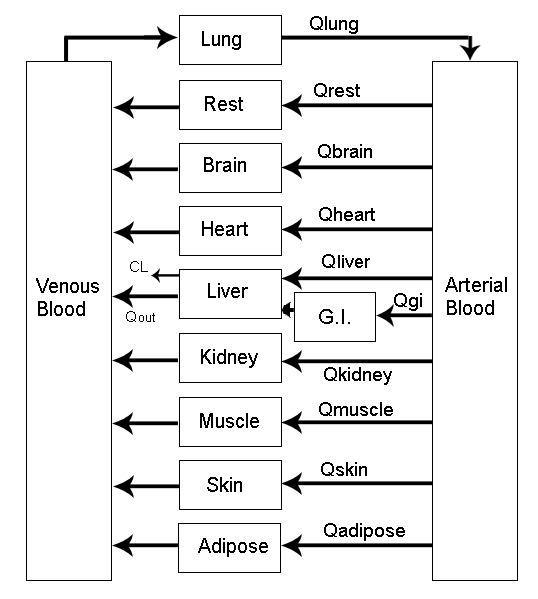 Qlung
Lung
Qrest
Rest
Qbrain
Brain
Qheart
Heart
Qliver
CL
Liver
Venous
Blood
Arterial
Blood
Qgi
G.I.
Qout
Kidney
Qkidney
Qmuscle
Muscle
Qskin
Skin
Qadipose
Adipose